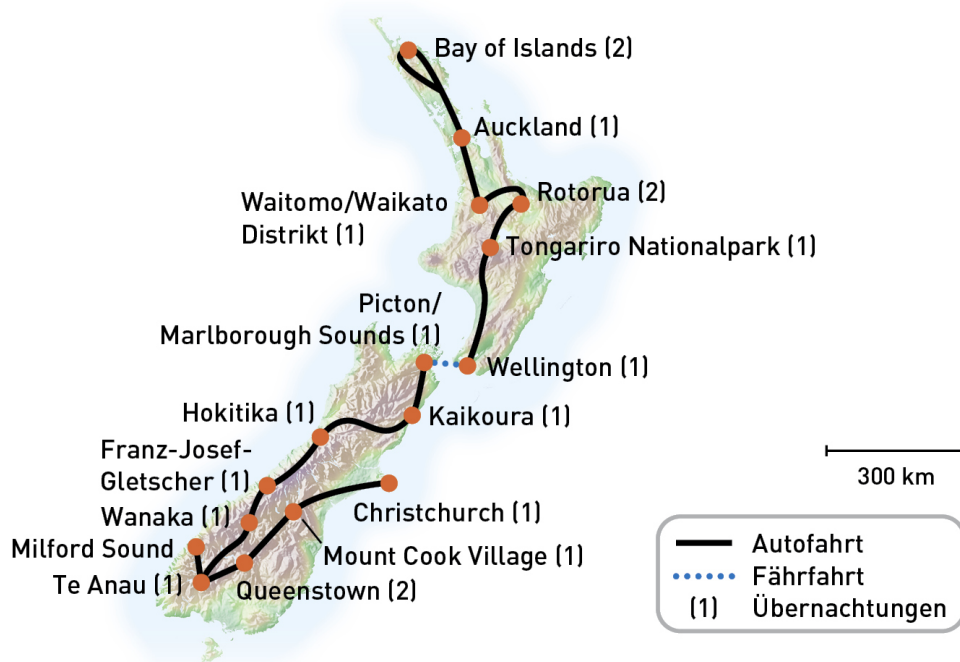 Bay of Islands (2)
Auckland (1)
Waitomo/Waikato
Distrikt (1)
Rotorua (2)
Tongariro Nationalpark (1)
Picton/
Marlborough Sounds (1)
Wellington (1)
Hokitika (1)
Kaikoura (1)
Franz-Josef-
Gletscher (1)
300 km
Wanaka (1)
Christchurch (1)
Milford Sound
Mount Cook Village (1)
Te Anau (1)
Queenstown (2)
Autofahrt
Fährfahrt
(1) Übernachtungen